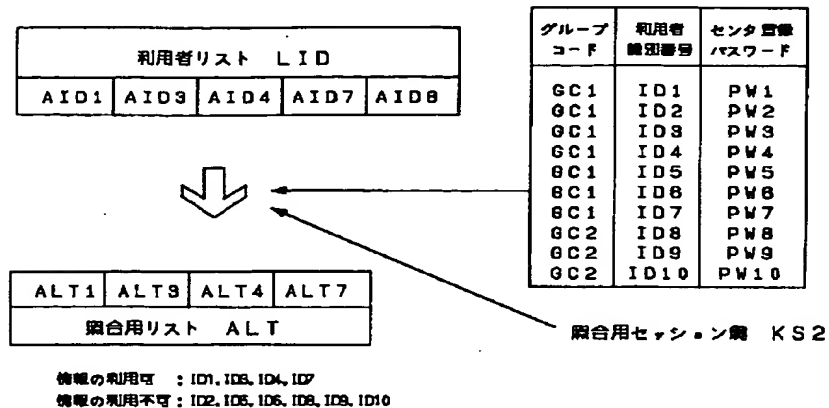 利用者リスト LID
AID1 AID3 AID4 AID7 AID8
グループコード 利用者識別番号 センタ登録パスワード
GC1 ID1 PW1
GC1 ID2 PW2
GC1 ID3 PW3
GC1 ID4 PW4
GC1 ID5 PW5
GC1 ID6 PW6
GC1 ID7 PW7
GC2 ID8 PW8
GC2 ID9 PW9
GC2 ID10 PW10
ALT1 ALT3 ALT4 ALT7
照合用リスト ALT
照合用セッション鍵 KS2
情報の利用可 : ID1, ID3, ID4, ID7
情報の利用不可 : ID2, ID5, ID6, ID8, ID9, ID10